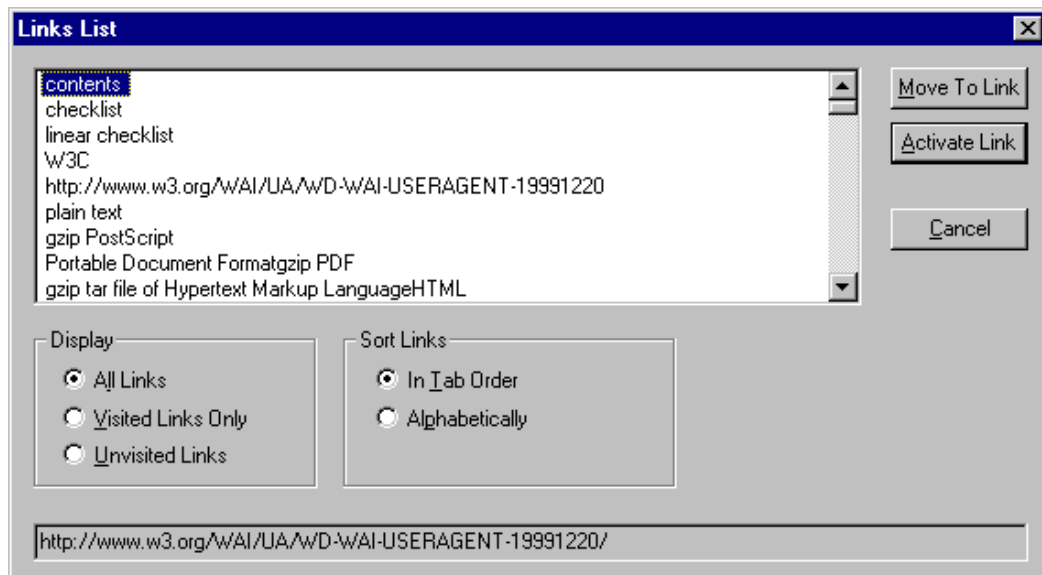 Links List
contents
checklist
linear checklist
W3C
http://www.w3.org/WAI/UA/WD-WAI-USERAGENT-19991220
plain text
gzip PostScript
Portable Document Formatgzip PDF
gzip tar file of Hypertext Markup LanguageHTML
Move To Link
Activate Link
Cancel
Display
All Links
Visited Links Only
Unvisited Links
Sort Links
In Tab Order
Alphabetically
http://www.w3.org/WAI/UA/WD-WAI-USERAGENT-19991220/